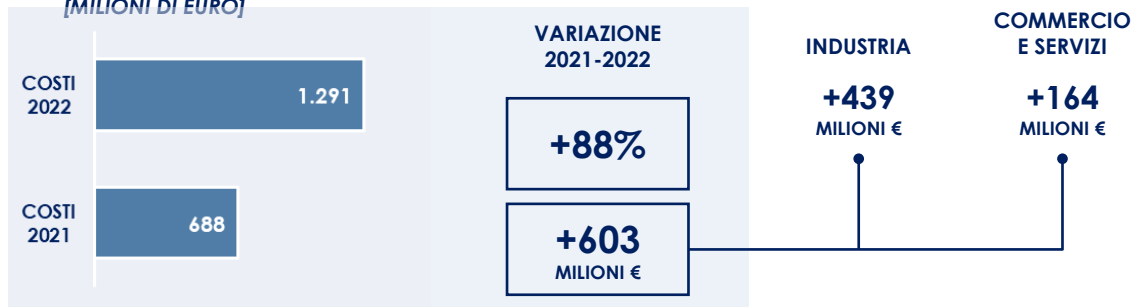 [MILIONI DI EURO]
COSTI
2022
1.291
COSTI
2021
688
VARIAZIONE
2021-2022
+88%
+603
MILIONI €
INDUSTRIA
+439
MILIONI €
COMMERCIO
E SERVIZI
+164
MILIONI €